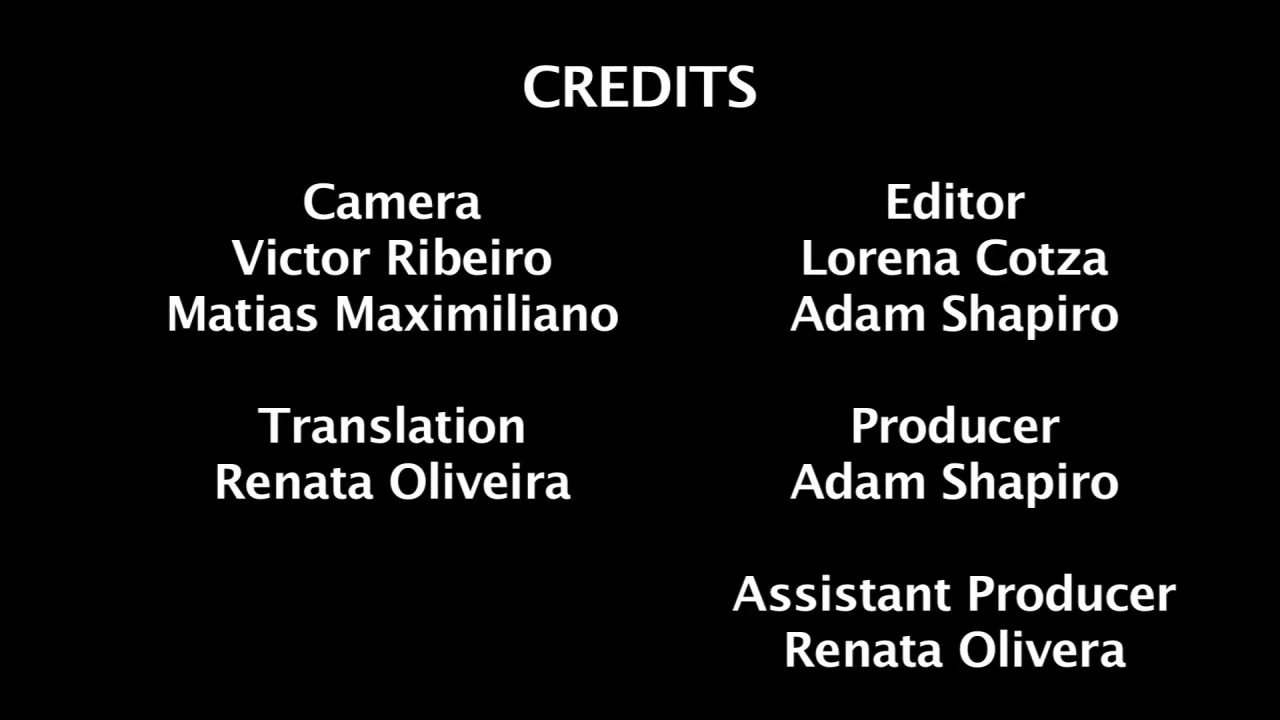 CREDITS
Camera
Victor Ribeiro
Matias Maximiliano
Translation
Renata Oliveira
Editor
Lorena Cotza
Adam Shapiro
Producer
Adam Shapiro
Assistant Producer
Renata Olivera